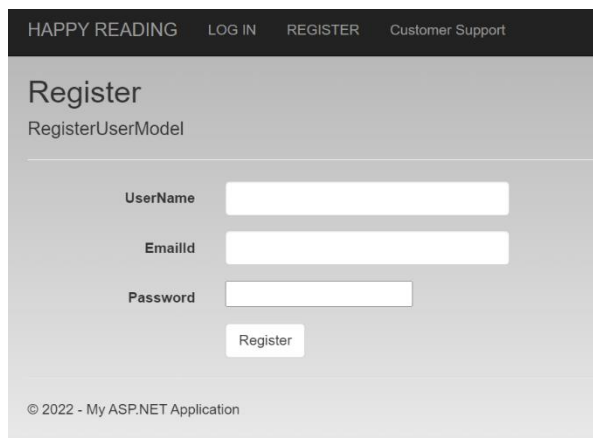 HAPPY READING LOG IN REGISTER Customer Support
Register
RegisterUserModel
UserName
EmailId
Password
Register
© 2022 - My ASP.NET Application